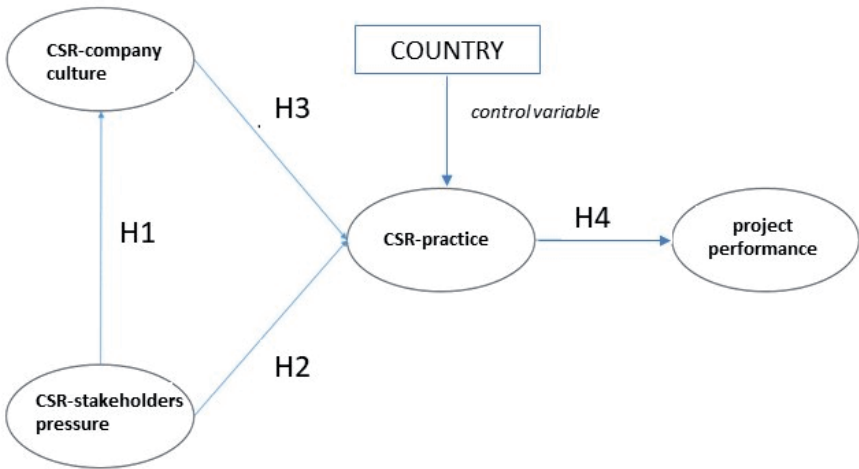 CSR-company
culture
COUNTRY
H3
control variable
H1
CSR-practice
H4
project
performance
H2
CSR-stakeholders
pressure